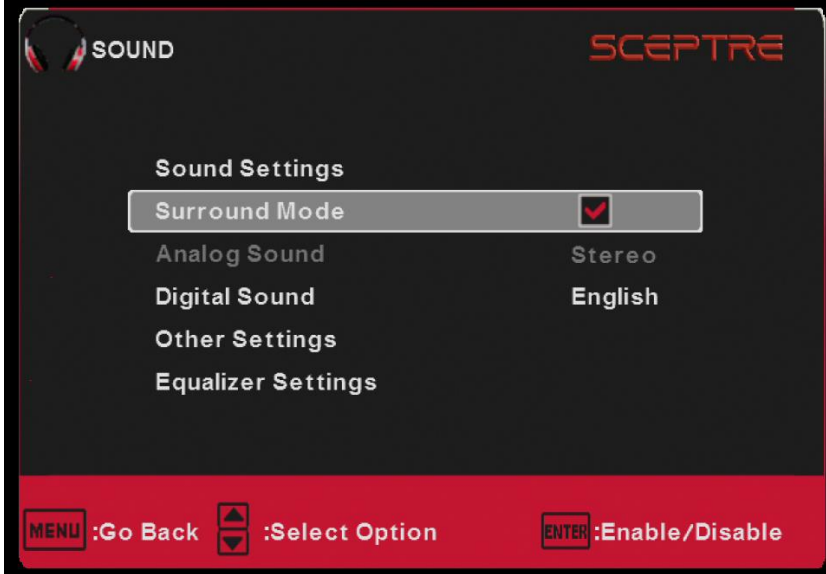 SOUND
SCEPTRE
Sound Settings
Surround Mode
Analog Sound Stereo
Digital Sound English
Other Settings
Equalizer Settings
MENU :Go Back :Select Option ENTER :Enable/Disable